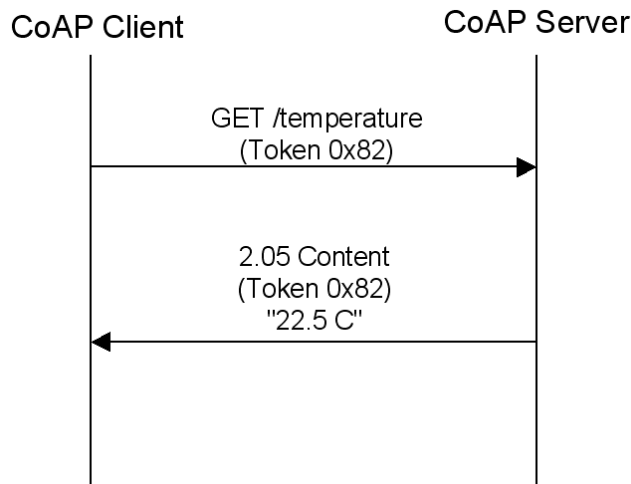 CoAP Client
CoAP Server
GET /temperature
(Token 0x82)
2.05 Content
(Token 0x82)
"22.5 C"